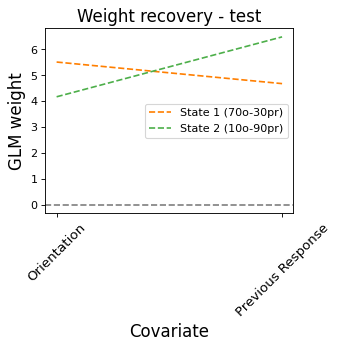 Weight recovery - test
GLM weight
6
5
4
3
2
1
0
State 1 (70o-30pr)
State 2 (10o-90pr)
Orientation
Previous Response
Covariate